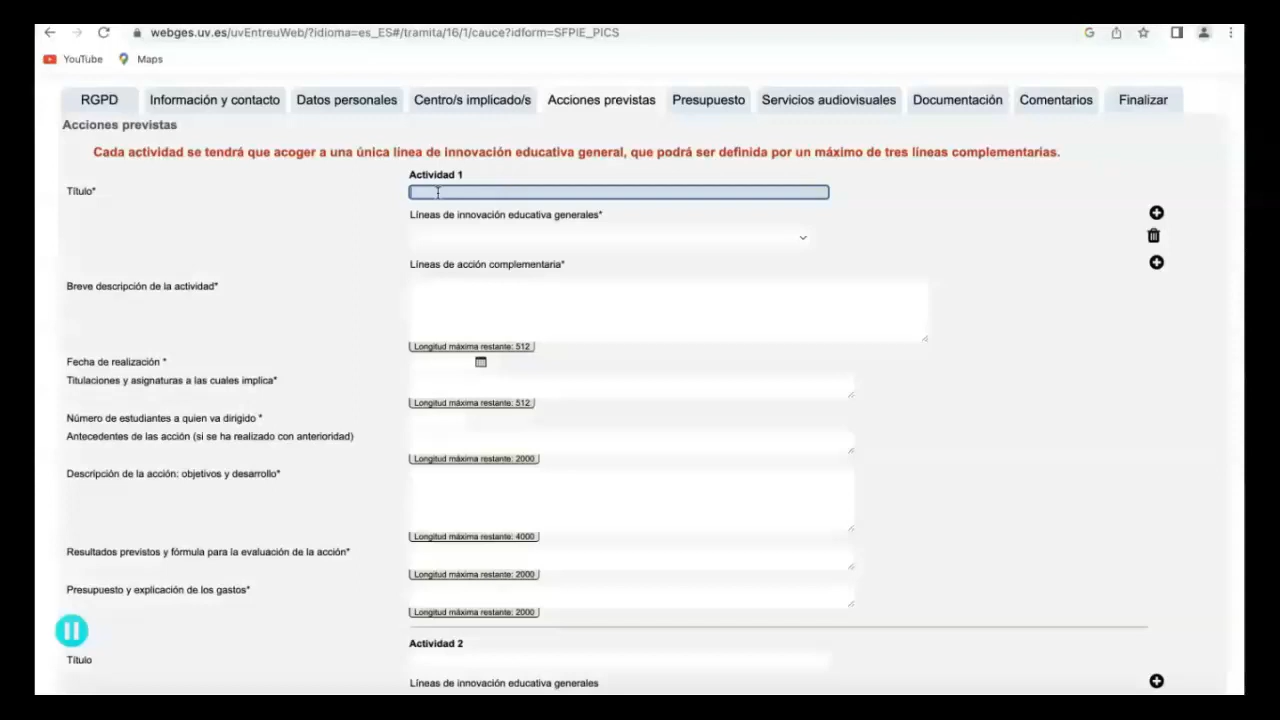 webges.uv.es/uvEntreuWeb/?idioma=es_ES#/tramita/16/1/cauce?idform=SFPIE_PICS
YouTube Maps
RGPD Información y contacto Datos personales Centro/s implicado/s Acciones previstas Presupuesto Servicios audiovisuales Documentación Comentarios Finalizar
Acciones previstas
Cada actividad se tendrá que acoger a una única línea de innovación educativa general, que podrá ser definida por un máximo de tres líneas complementarias.
Actividad 1
Título*
Líneas de innovación educativa generales*
Líneas de acción complementaria*
Breve descripción de la actividad*
Longitud máxima restante: 512
Fecha de realización *
Titulaciones y asignaturas a las cuales implica*
Longitud máxima restante: 512
Número de estudiantes a quien va dirigido *
Antecedentes de las acción (si se ha realizado con anterioridad)
Longitud máxima restante: 2000
Descripción de la acción: objetivos y desarrollo*
Longitud máxima restante: 4000
Resultados previstos y fórmula para la evaluación de la acción*
Longitud máxima restante: 2000
Presupuesto y explicación de los gastos*
Longitud máxima restante: 2000
Actividad 2
Título
Líneas de innovación educativa generales